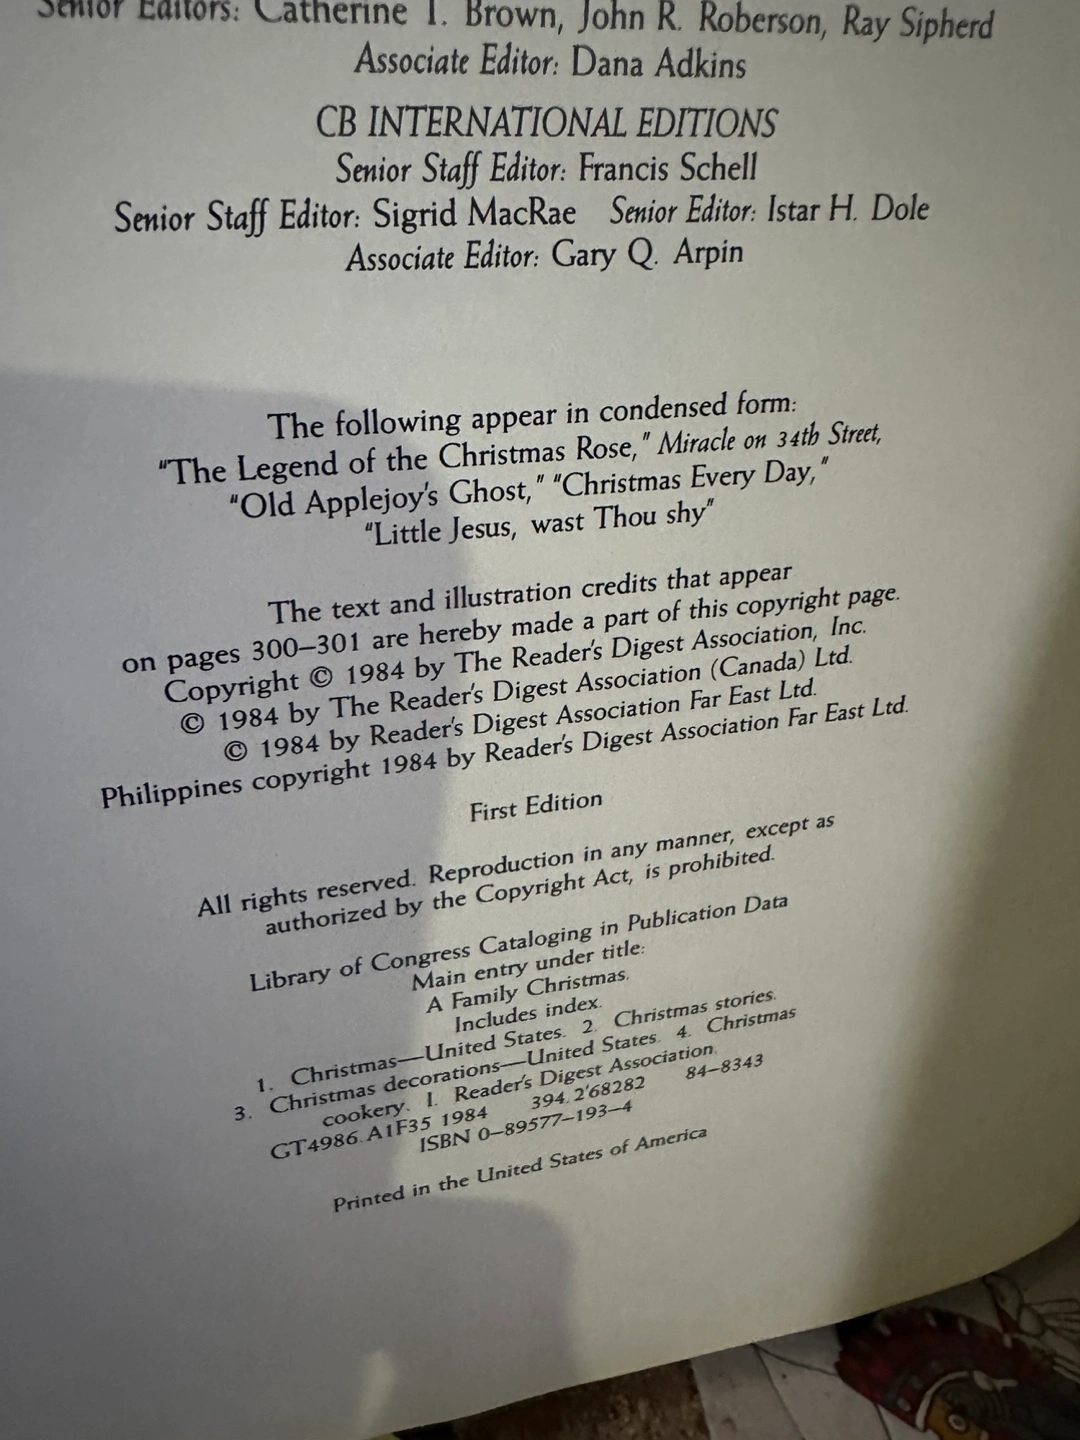 Senior Editors: Catherine T. Brown, John R. Roberson, Ray Sipherd
Associate Editor: Dana Adkins
CB INTERNATIONAL EDITIONS
Senior Staff Editor: Francis Schell
Senior Staff Editor: Sigrid MacRae Senior Editor: Istar H. Dole
Associate Editor: Gary Q. Arpin
The following appear in condensed form:
"The Legend of the Christmas Rose," Miracle on 34th Street,
"Old Applejoy's Ghost," "Christmas Every Day,"
"Little Jesus, wast Thou shy"
The text and illustration credits that appear
on pages 300–301 are hereby made a part of this copyright page.
Copyright © 1984 by The Reader's Digest Association, Inc.
© 1984 by The Reader's Digest Association (Canada) Ltd.
© 1984 by Reader's Digest Association Far East Ltd.
Philippines copyright 1984 by Reader's Digest Association Far East Ltd.
First Edition
All rights reserved. Reproduction in any manner, except as
authorized by the Copyright Act, is prohibited.
Library of Congress Cataloging in Publication Data
Main entry under title:
A Family Christmas.
Includes index.
1. Christmas—United States. 2. Christmas stories.
3. Christmas decorations—United States. 4. Christmas
cookery. I. Reader's Digest Association.
GT4986.A1F35 1984 394.2'68282 84–8343
ISBN 0–89577–193–4
Printed in the United States of America